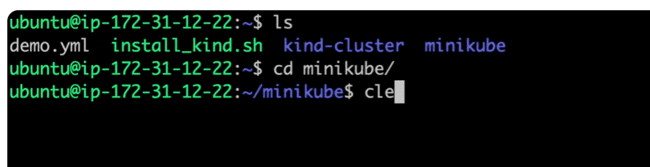 ubuntu@ip-172-31-12-22:~$ ls
demo.yml  install_kind.sh  kind-cluster  minikube
ubuntu@ip-172-31-12-22:~$ cd minikube/
ubuntu@ip-172-31-12-22:~/minikube$ cle